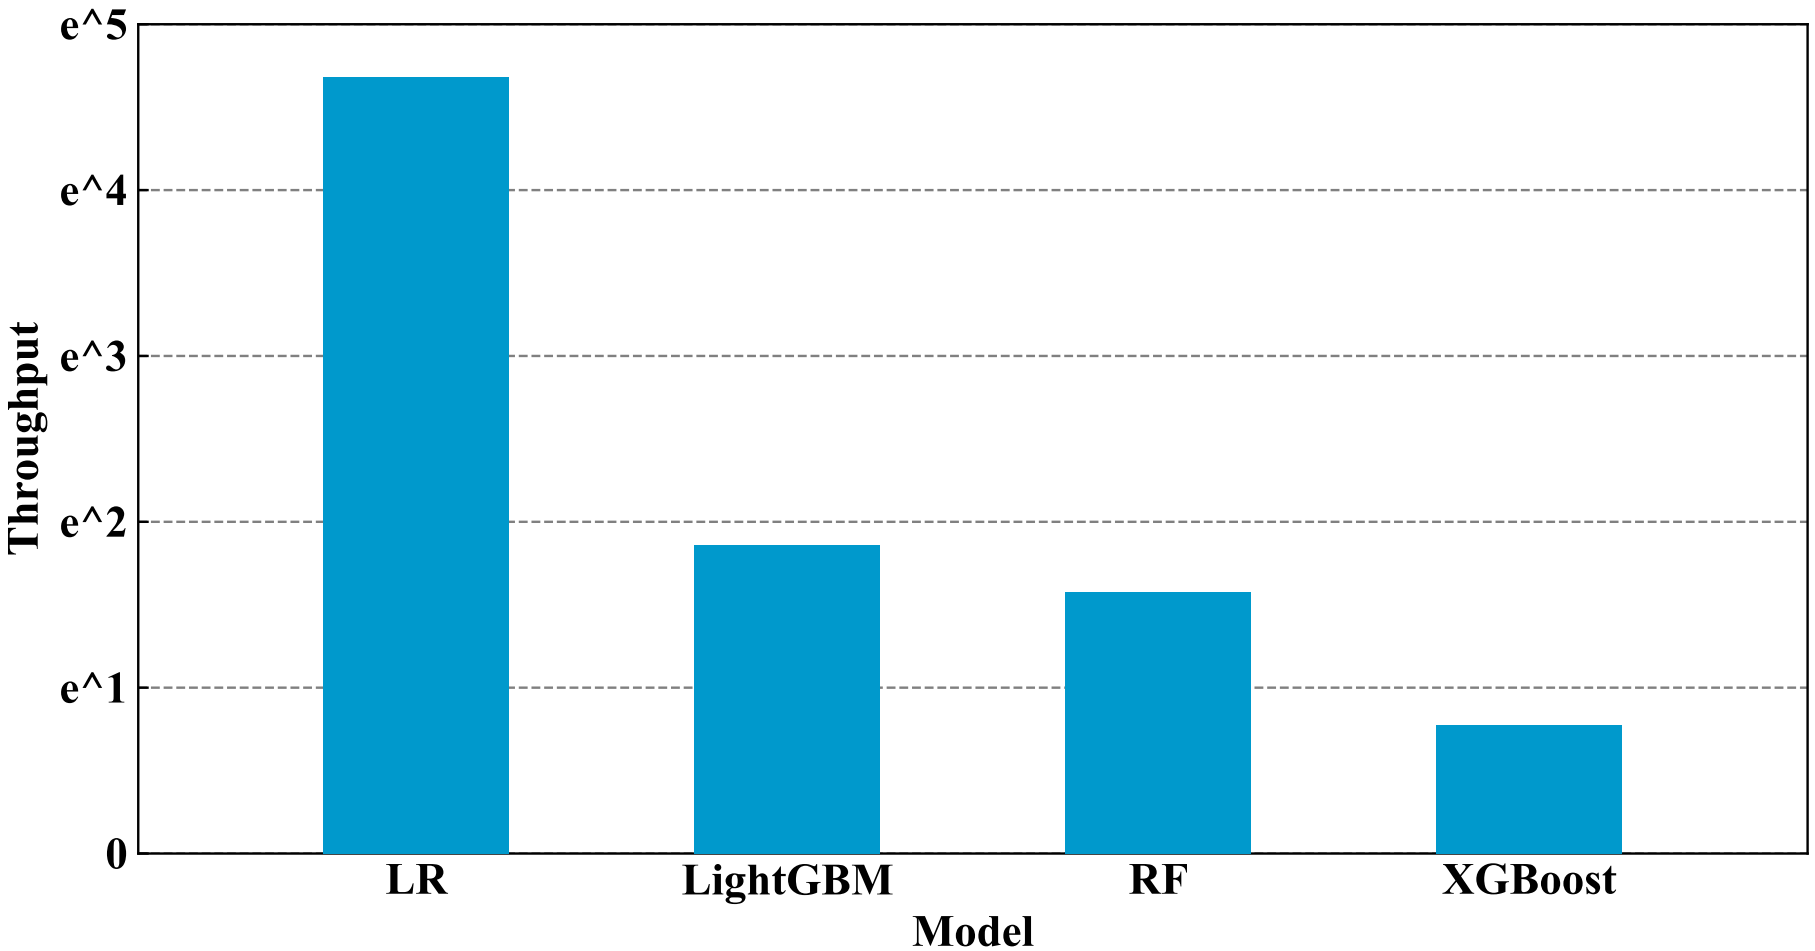 e^5
e^4
e^3
e^2
e^1
0
Throughput
LR LightGBM RF XGBoost
Model